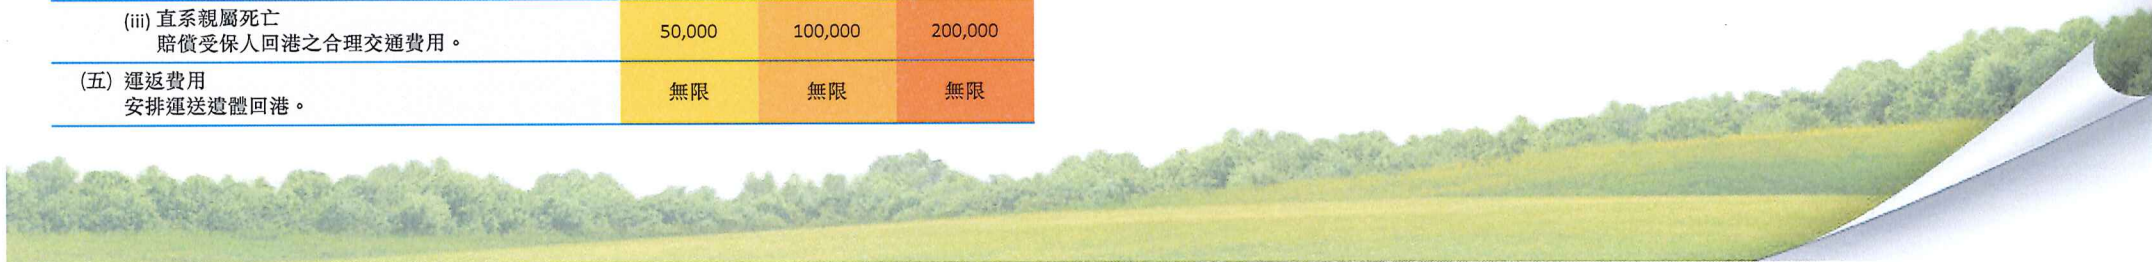 (iii) 直系親屬死亡
賠償受保人回港之合理交通費用。 50,000 100,000 200,000
(五) 運返費用
安排運送遺體回港。 無限 無限 無限